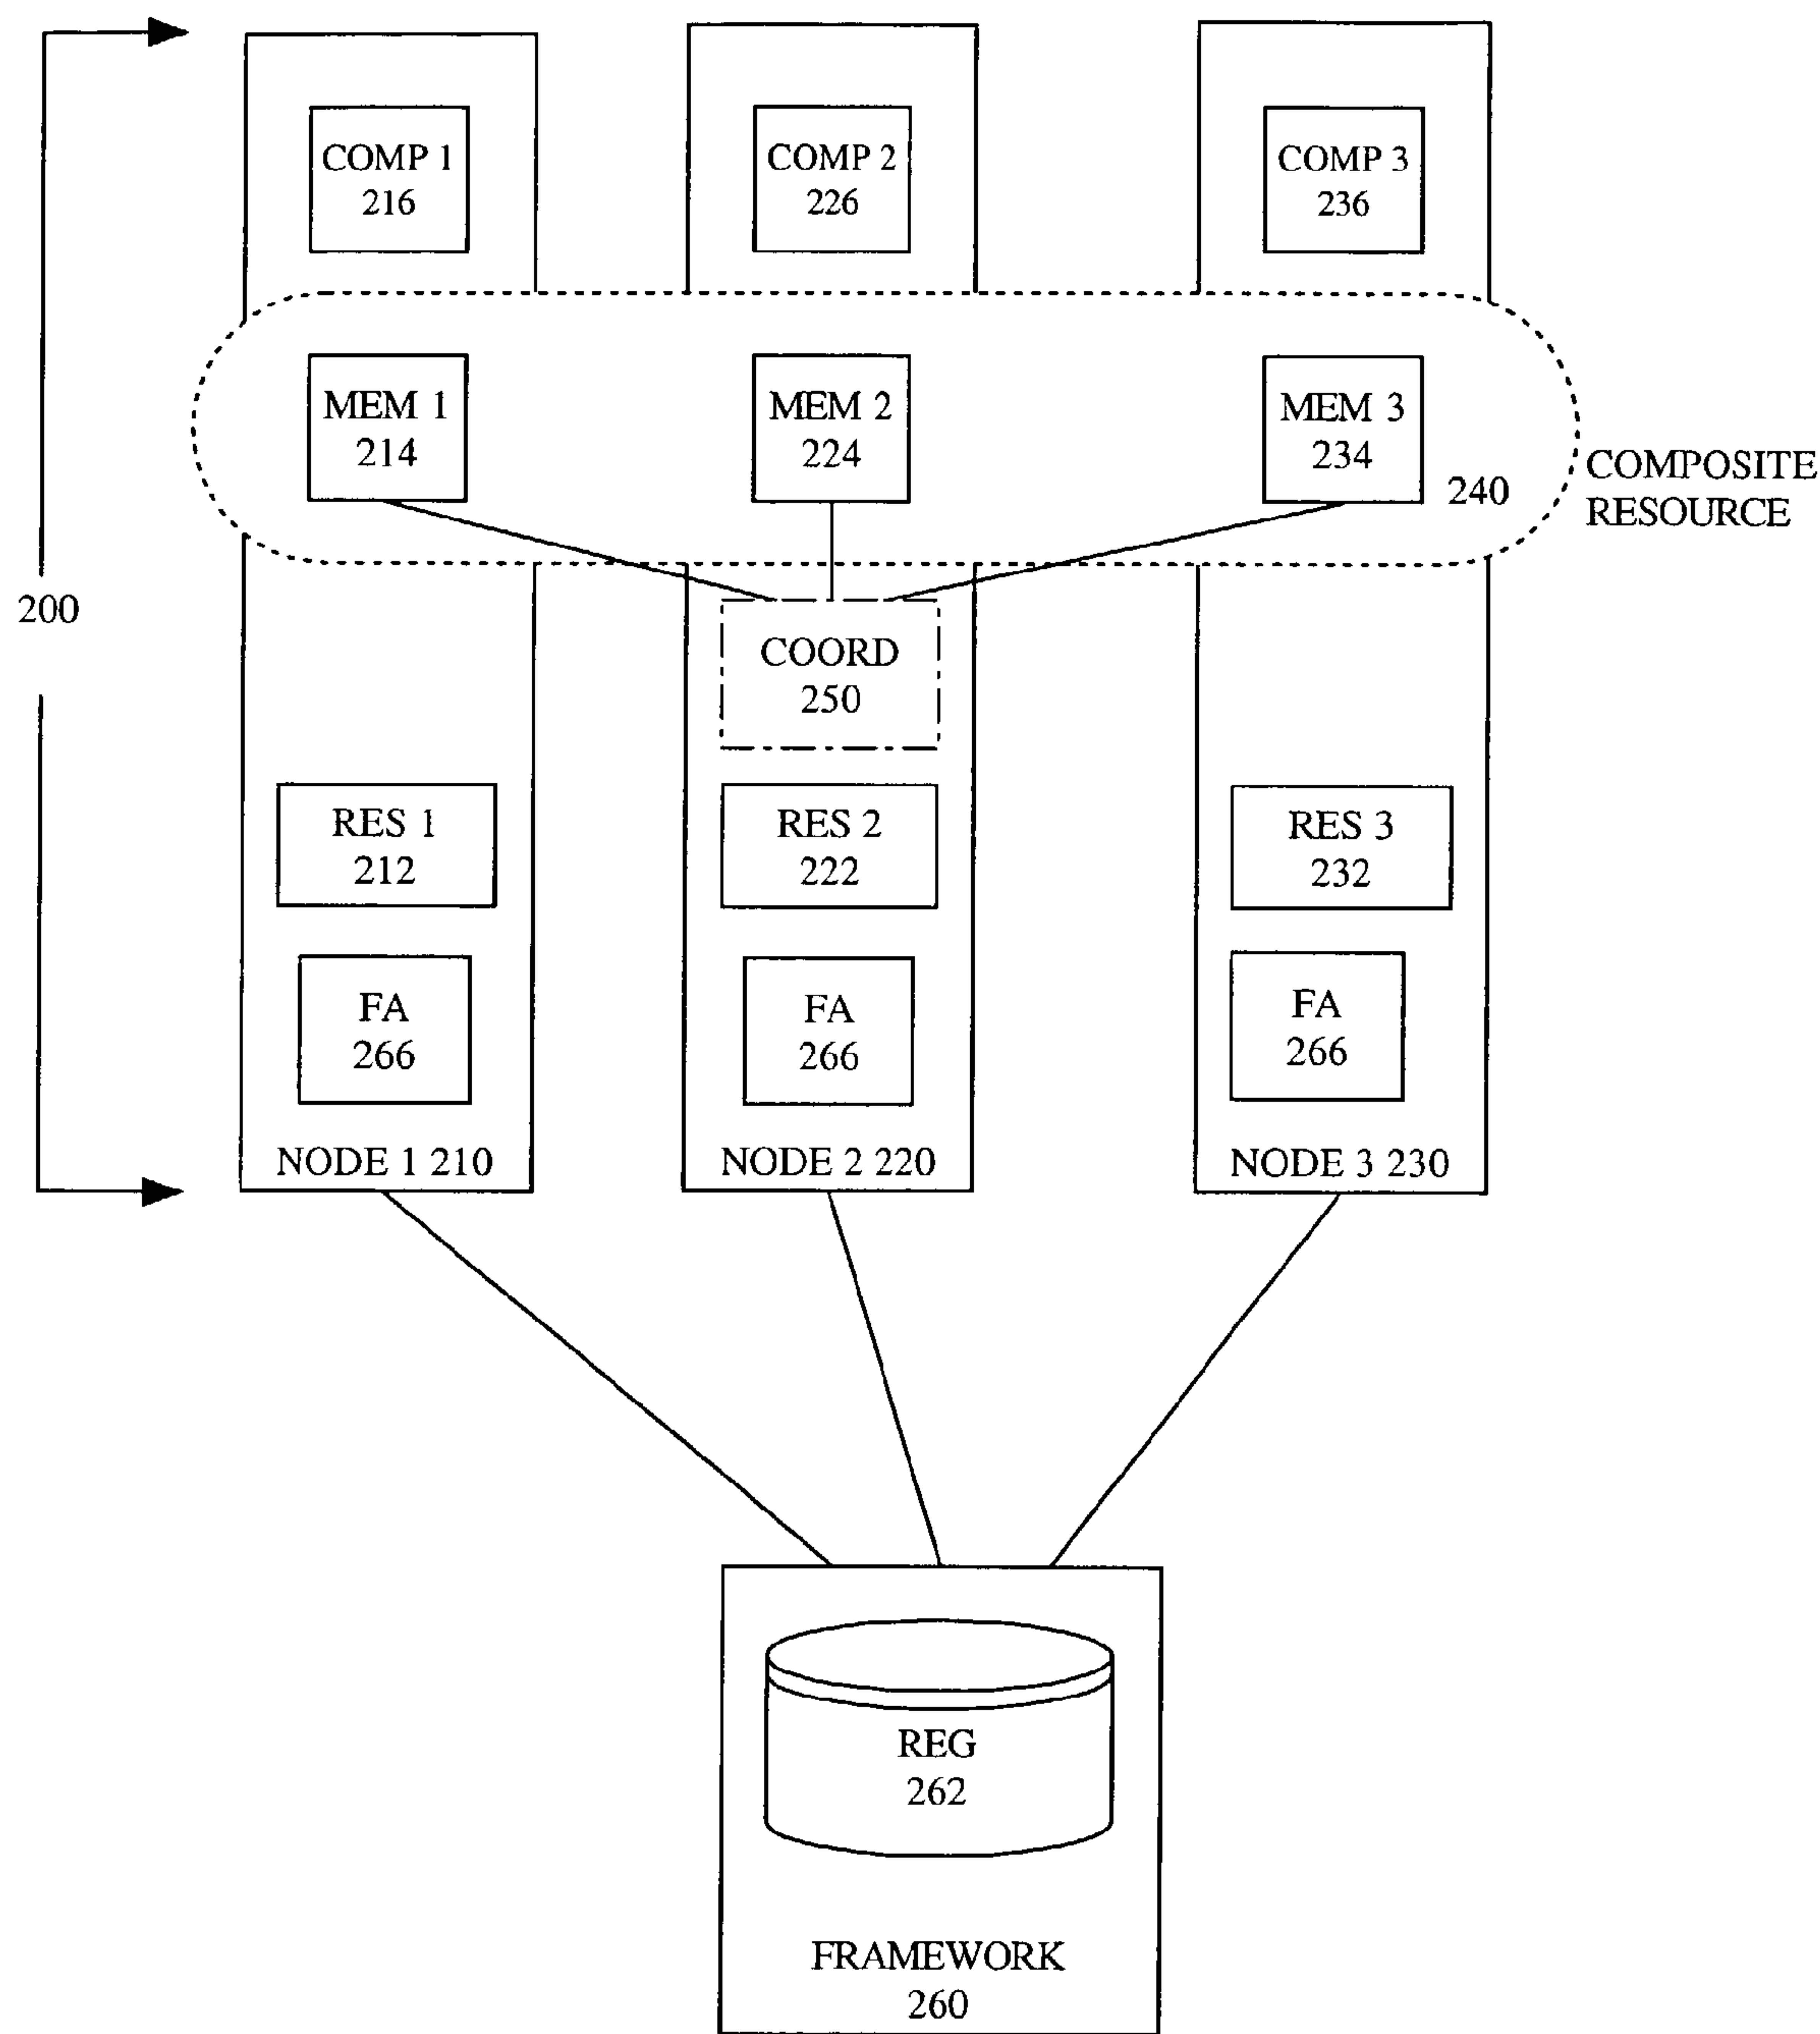 COMP 1
216
COMP 2
226
COMP 3
236
MEM 1
214
MEM 2
224
MEM 3
234
240
COMPOSITE
RESOURCE
200
COORD
250
RES 1
212
RES 2
222
RES 3
232
FA
266
FA
266
FA
266
NODE 1 210
NODE 2 220
NODE 3 230
REG
262
FRAMEWORK
260